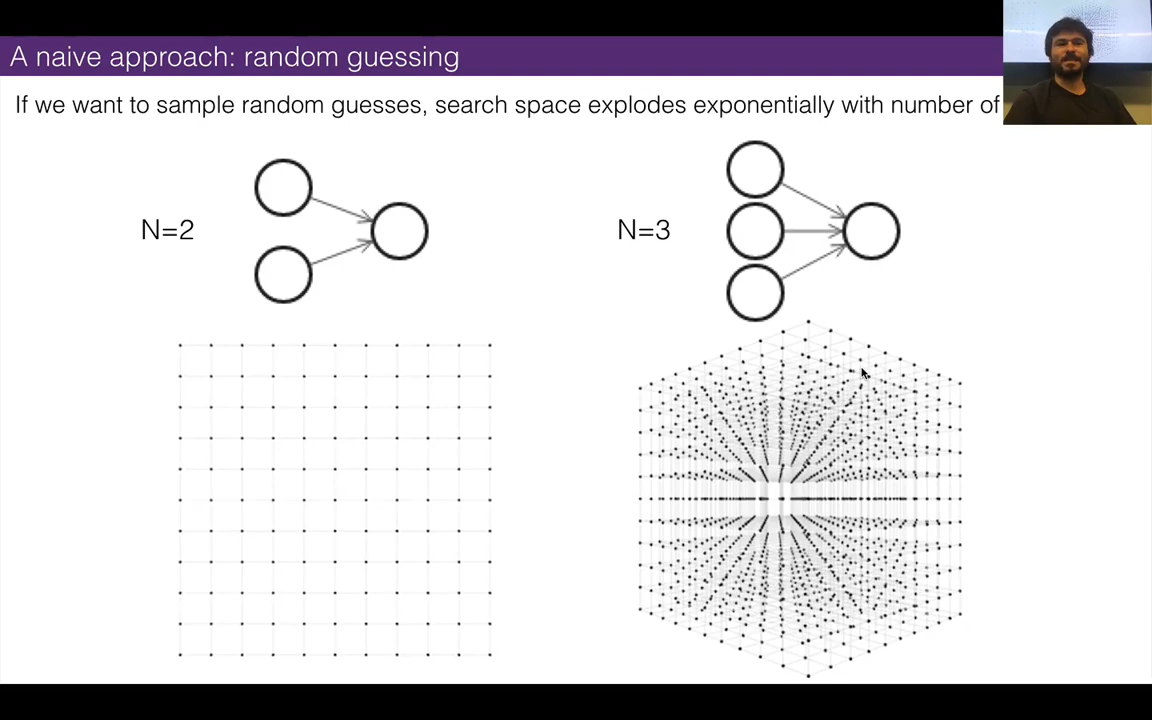 A naive approach: random guessing
If we want to sample random guesses, search space explodes exponentially with number of
N=2
N=3